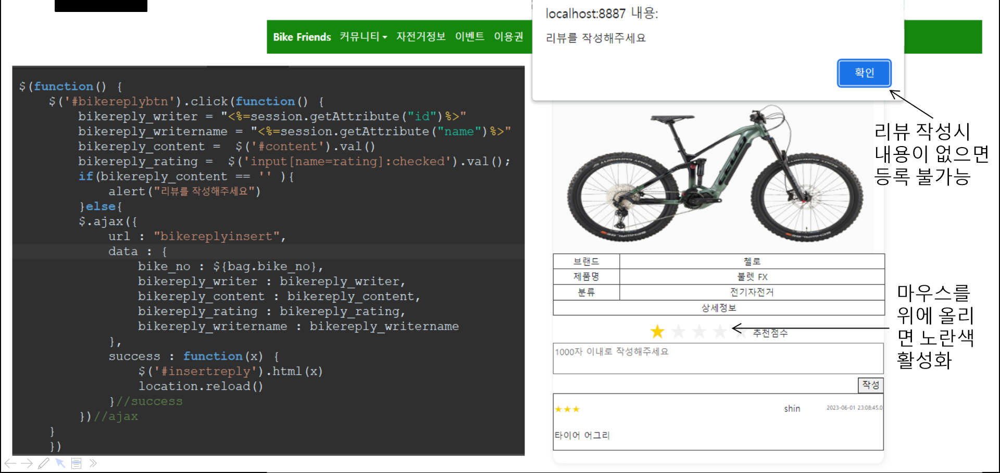 localhost:8887 내용:
리뷰를 작성해주세요
확인
Bike Friends 커뮤니티 자전거정보 이벤트 이용권
$(function() {
$('#bikereplybtn').click(function() {
bikereply_writer = "<%=session.getAttribute("id")%>"
bikereply_writername = "<%=session.getAttribute("name")%>"
bikereply_content =  $('#content').val()
bikereply_rating =  $('input[name=rating]:checked').val();
if(bikereply_content == '' ){
alert("리뷰를 작성해주세요")
}else{
$.ajax({
url : "bikereplyinsert",
data : {
bike_no : ${bag.bike_no},
bikereply_writer : bikereply_writer,
bikereply_content : bikereply_content,
bikereply_rating : bikereply_rating,
bikereply_writername : bikereply_writername
},
success : function(x) {
$('#insertreply').html(x)
location.reload()
}//success
})//ajax
}
})
리뷰 작성시
내용이 없으면
등록 불가능
브랜드 첼로
제품명 불렛 FX
분류 전기자전거
상세정보
★★★★★ 추천점수
1000자 이내로 작성해주세요
작성
★★★ shin 2023-06-01 23:08:45.0
타이어 어그리
마우스를
위에 올리
면 노란색
활성화